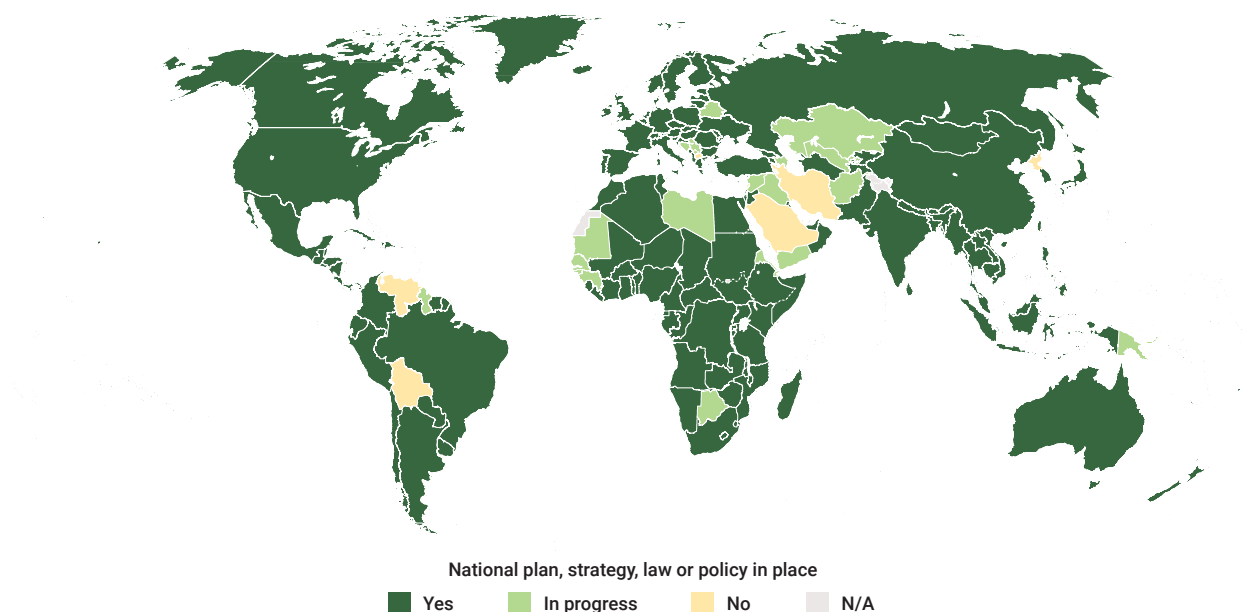 National plan, strategy, law or policy in place
Yes In progress No N/A